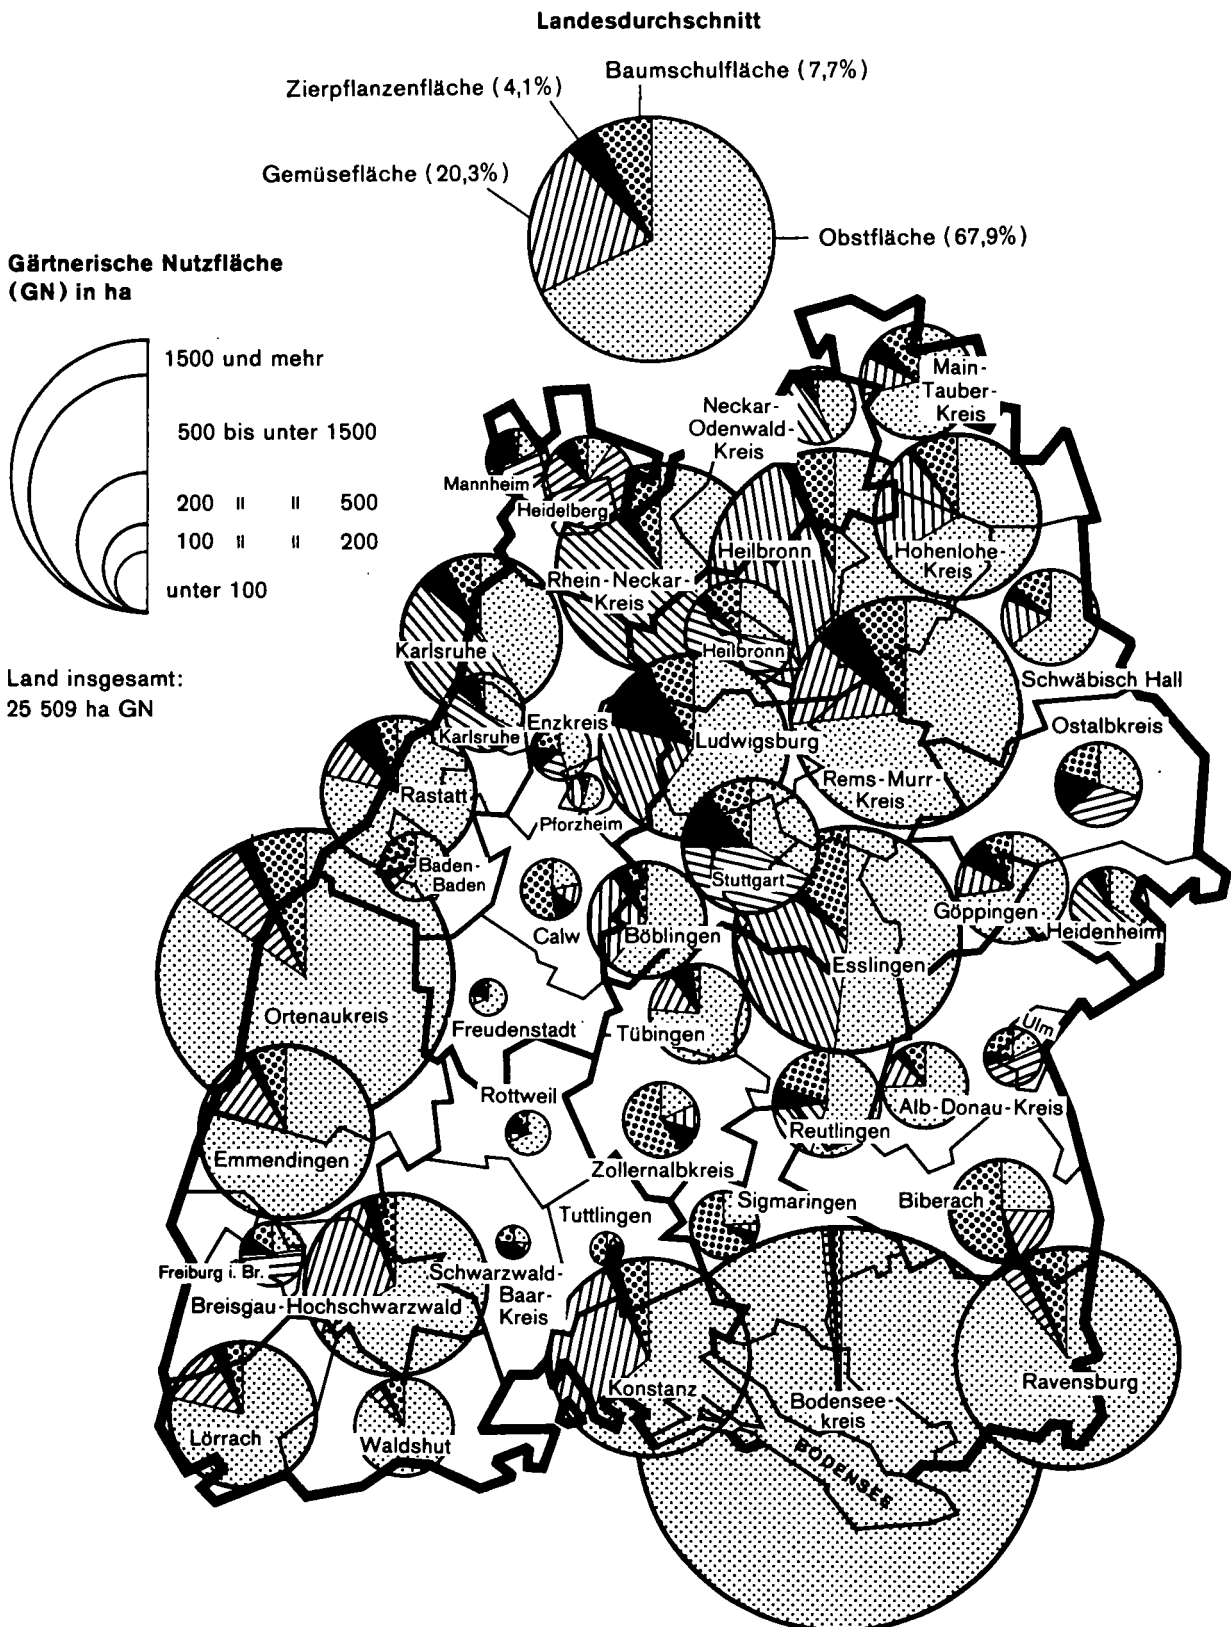 Landesdurchschnitt
Zierpflanzenfläche (4,1%)
Baumschulfläche (7,7%)
Gemüsefläche (20,3%)
Obstfläche (67,9%)
Gärtnerische Nutzfläche
(GN) in ha
1500 und mehr
500 bis unter 1500
200 " " 500
100 " " 200
unter 100
Land insgesamt:
25 509 ha GN
Main-
Tauber-
Kreis
Neckar-
Odenwald-
Kreis
Mannheim
Heidelberg
Rhein-Neckar-
Kreis
Heilbronn
Hohenlohe-
Kreis
Karlsruhe
Heilbronn
Schwäbisch Hall
Karlsruhe
Enzkreis
Ludwigsburg
Ostalbkreis
Rems-Murr-
Kreis
Rastatt
Pforzheim
Baden-
Baden
Stuttgart
Calw
Böblingen
Göppingen
Heidenheim
Esslingen
Ortenaukreis
Freudenstadt
Tübingen
Ulm
Rottweil
Alb-Donau-Kreis
Reutlingen
Emmendingen
Zollernalbkreis
Sigmaringen
Biberach
Tuttlingen
Freiburg i. Br.
Schwarzwald-
Baar-
Kreis
Breisgau-Hochschwarzwald
Konstanz
Bodensee-
kreis
Ravensburg
Lörrach
Waldshut
BODENSEE